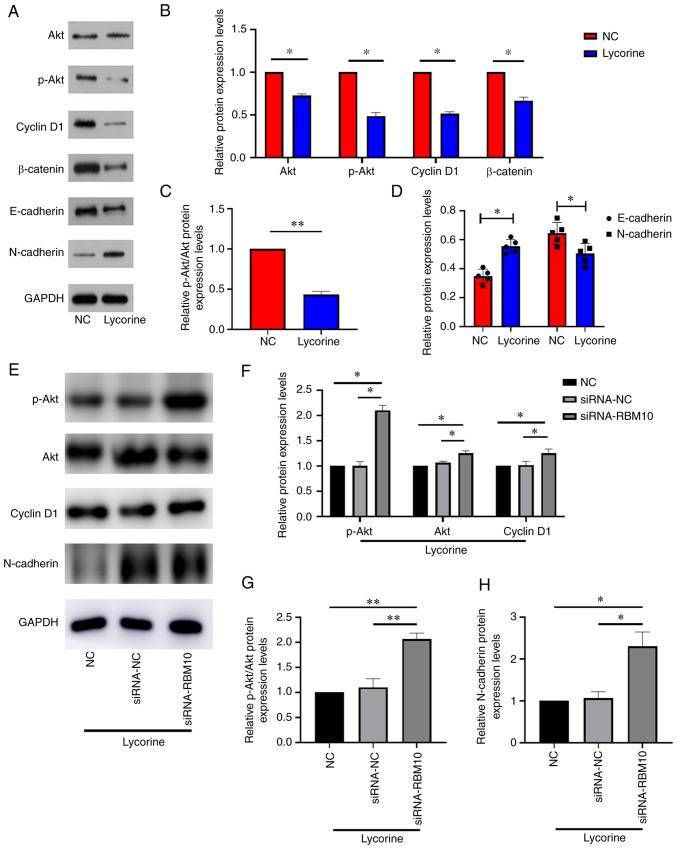 A
Akt
p-Akt
Cyclin D1
β-catenin
E-cadherin
N-cadherin
GAPDH
NC Lycorine
B
Relative protein expression levels
1.5
1.0
0.5
0.0
* * * *
Akt p-Akt Cyclin D1 β-catenin
NC
Lycorine
C
Relative p-Akt/Akt protein
expression levels
1.5
1.0
0.5
0.0
**
NC Lycorine
D
Relative protein expression levels
0.8
0.6
0.4
0.2
0.0
* *
NC Lycorine NC Lycorine
E-cadherin
N-cadherin
E
p-Akt
Akt
Cyclin D1
N-cadherin
GAPDH
NC
siRNA-NC
siRNA-RBM10
Lycorine
F
Relative protein expression levels
2.5
2.0
1.5
1.0
0.5
0.0
* * *
* * *
p-Akt Akt Cyclin D1
Lycorine
NC
siRNA-NC
siRNA-RBM10
G
Relative p-Akt/Akt protein
expression levels
2.5
2.0
1.5
1.0
0.5
0.0
**
**
NC
siRNA-NC
siRNA-RBM10
Lycorine
H
Relative N-cadherin protein
expression levels
3
2
1
0
*
*
NC
siRNA-NC
siRNA-RBM10
Lycorine